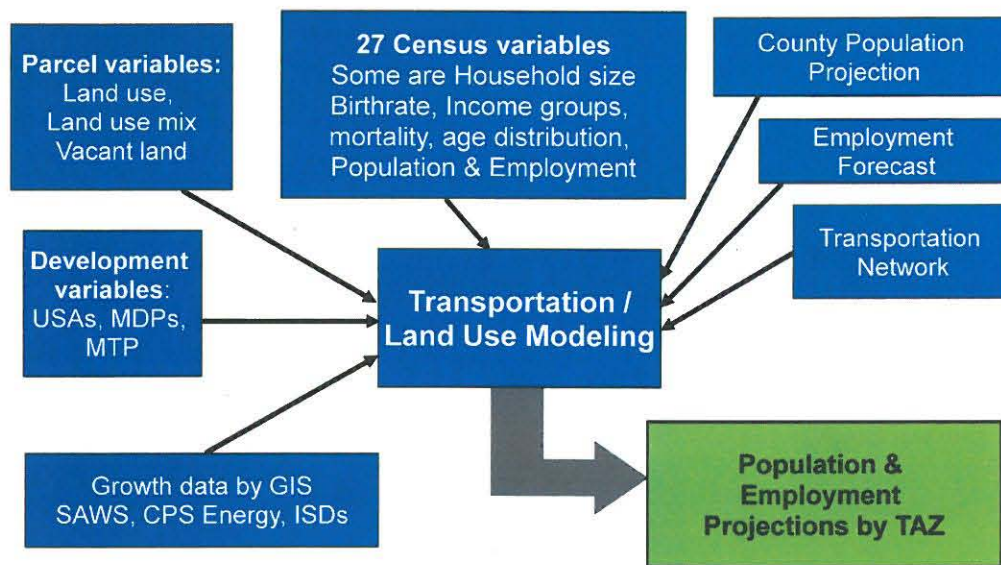 Parcel variables:
Land use,
Land use mix
Vacant land
27 Census variables
Some are Household size
Birthrate, Income groups,
mortality, age distribution,
Population & Employment
County Population
Projection
Employment
Forecast
Transportation
Network
Development
variables:
USAs, MDPs,
MTP
Transportation /
Land Use Modeling
Growth data by GIS
SAWS, CPS Energy, ISDs
Population &
Employment
Projections by TAZ